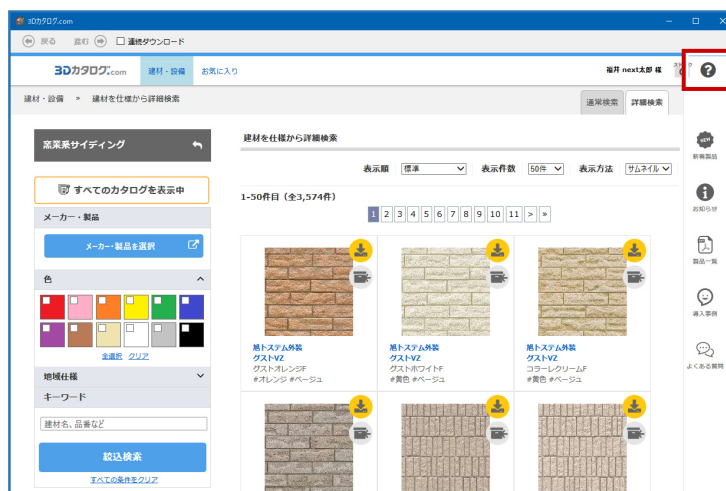 3Dカタログ.com
戻る 進む 連続ダウンロード
3Dカタログ.com 建材・設備 お気に入り 福井 next太郎 様
建材・設備 » 建材を仕様から詳細検索 通常検索 詳細検索
窯業系サイディング
すべてのカタログを表示中
メーカー・製品
メーカー・製品を選択
色
全選択 クリア
地域仕様
キーワード
建材名、品番など
絞込検索
すべての条件をクリア
建材を仕様から詳細検索
表示順 標準 表示件数 50件 表示方法 サムネイル
1-50件目（全3,574件）
1 2 3 4 5 6 7 8 9 10 11 > »
旭トステム外装
グストVZ
グストオレンジF
#オレンジ #ベージュ
旭トステム外装
グストVZ
グストホワイトF
#黄色 #ベージュ
旭トステム外装
グストVZ
コラーレクリームF
#黄色 #ベージュ
NEW
新着製品
お知らせ
製品一覧
導入事例
よくある質問